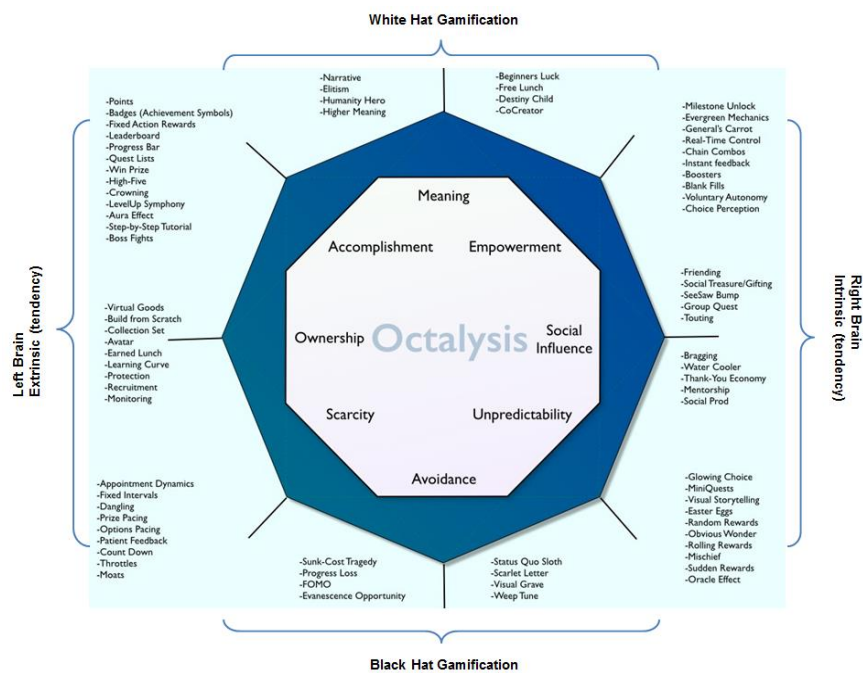 White Hat Gamification
-Narrative
-Elitism
-Humanity Hero
-Higher Meaning
-Beginners Luck
-Free Lunch
-Destiny Child
-CoCreator
-Points
-Badges (Achievement Symbols)
-Fixed Action Rewards
-Leaderboard
-Progress Bar
-Quest Lists
-Win Prize
-High-Five
-Crowning
-LevelUp Symphony
-Aura Effect
-Step-by-Step Tutorial
-Boss Fights
-Milestone Unlock
-Evergreen Mechanics
-General's Carrot
-Real-Time Control
-Chain Combos
-Instant feedback
-Boosters
-Blank Fills
-Voluntary Autonomy
-Choice Perception
Meaning
Accomplishment
Empowerment
Left Brain
Extrinsic (tendency)
-Virtual Goods
-Build from Scratch
-Collection Set
-Avatar
-Earned Lunch
-Learning Curve
-Protection
-Recruitment
-Monitoring
Ownership
Octalysis
Social
Influence
-Friending
-Social Treasure/Gifting
-SeeSaw Bump
-Group Quest
-Touting
-Bragging
-Water Cooler
-Thank-You Economy
-Mentorship
-Social Prod
Right Brain
Intrinsic (tendency)
Scarcity
Unpredictability
Avoidance
-Appointment Dynamics
-Fixed Intervals
-Dangling
-Prize Pacing
-Options Pacing
-Patient Feedback
-Count Down
-Throttles
-Moats
-Sunk-Cost Tragedy
-Progress Loss
-FOMO
-Evanescence Opportunity
-Status Quo Sloth
-Scarlet Letter
-Visual Grave
-Weep Tune
-Glowing Choice
-MiniQuests
-Visual Storytelling
-Easter Eggs
-Random Rewards
-Obvious Wonder
-Rolling Rewards
-Mischief
-Sudden Rewards
-Oracle Effect
Black Hat Gamification